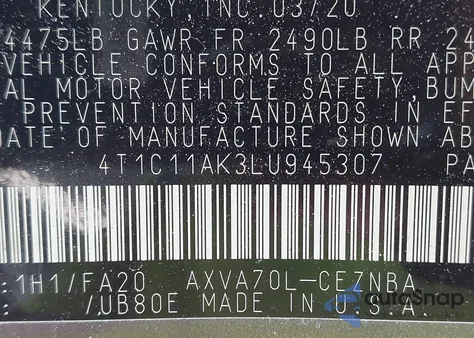 KENTUCKY, INC 03/20
4475LB GAWR FR 2490LB RR 24
VEHICLE CONFORMS TO ALL APP
AL MOTOR VEHICLE SAFETY, BUM
PREVENTION STANDARDS IN EF
DATE OF MANUFACTURE SHOWN AB
4T1C11AK3LU945307 PA
1H1/FA20 AXVA70L-CEZNBA
/UB80E MADE IN U.S.A
autoSnap